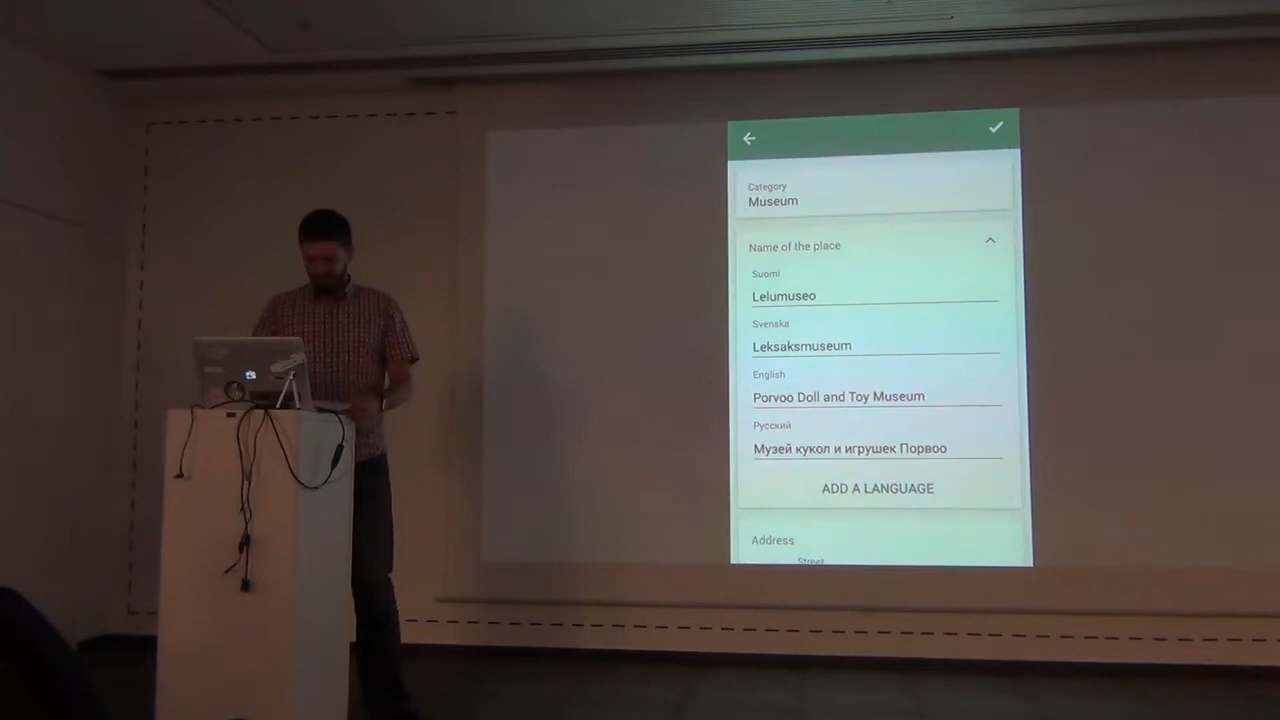 Category
Museum
Name of the place
Suomi
Lelumuseo
Svenska
Leksaksmuseum
English
Porvoo Doll and Toy Museum
Русский
Музей кукол и игрушек Порвоо
ADD A LANGUAGE
Address
Street